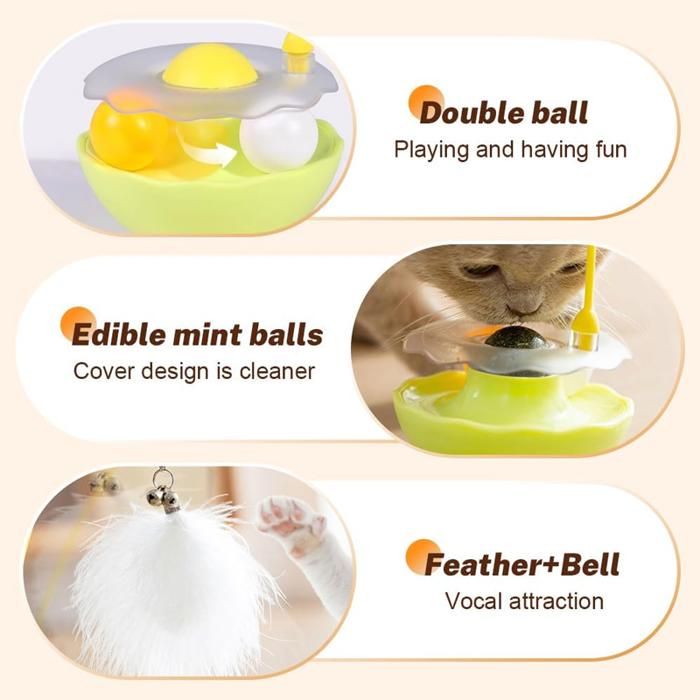 Double ball
Playing and having fun
Edible mint balls
Cover design is cleaner
Feather+Bell
Vocal attraction